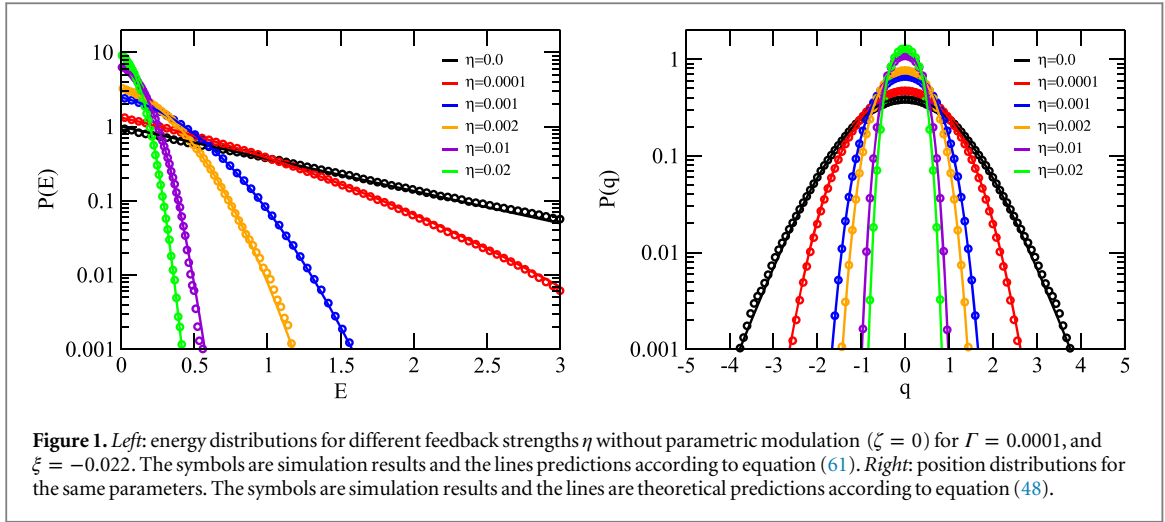 10
1
0.1
0.01
0.001
P(E)
0 0.5 1 1.5 2 2.5 3
E
η=0.0
η=0.0001
η=0.001
η=0.002
η=0.01
η=0.02
1
0.1
0.01
0.001
P(q)
-5 -4 -3 -2 -1 0 1 2 3 4 5
q
η=0.0
η=0.0001
η=0.001
η=0.002
η=0.01
η=0.02
Figure 1. Left: energy distributions for different feedback strengths η without parametric modulation (ζ = 0) for Γ = 0.0001, and
ξ = −0.022. The symbols are simulation results and the lines predictions according to equation (61). Right: position distributions for
the same parameters. The symbols are simulation results and the lines are theoretical predictions according to equation (48).